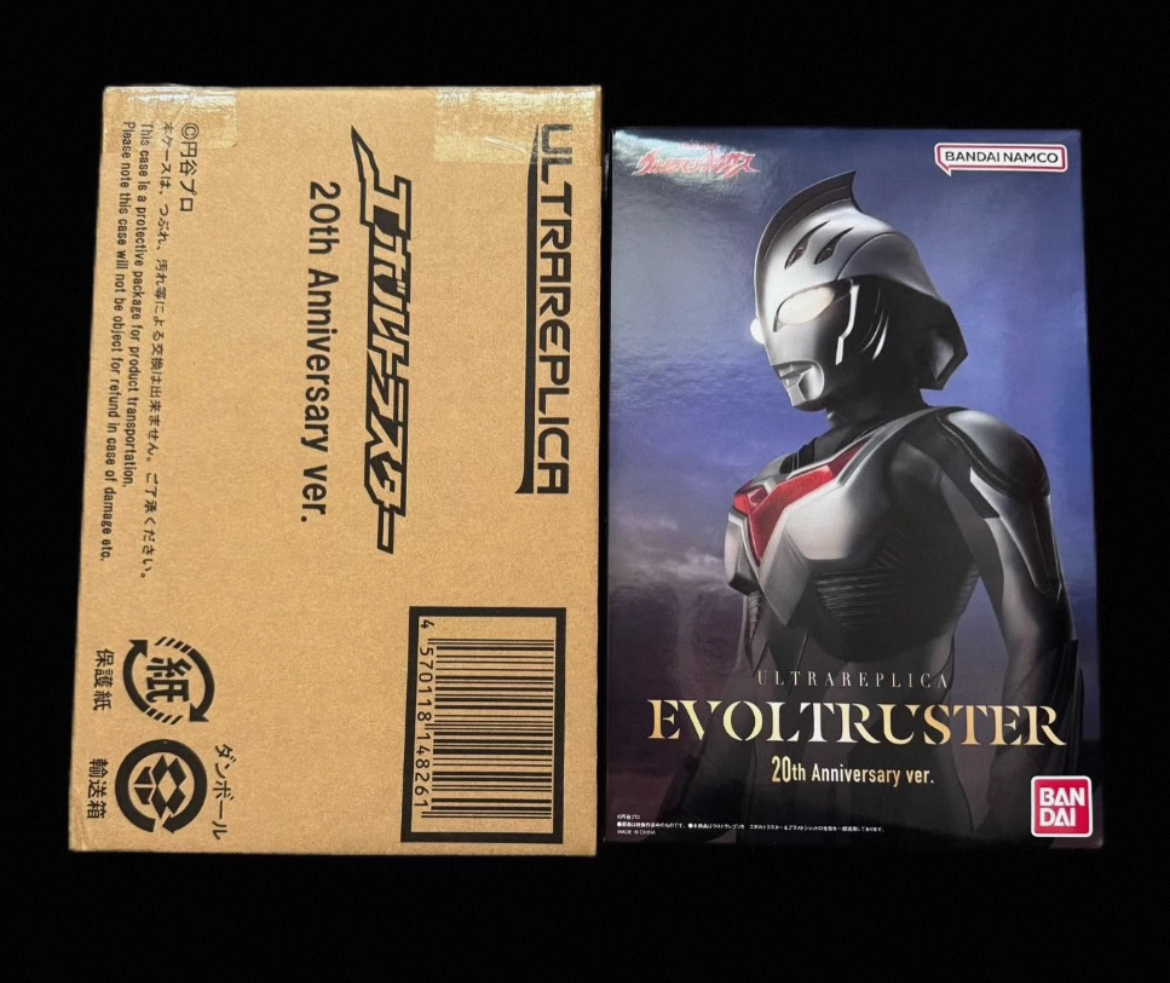 ULTRAREPLICA
エボルトラスター
20th Anniversary ver.
©円谷プロ
本ケースは、つぶれ、汚れ等による交換は出来ません。ご了承ください。
This case is a protective package for product transportation.
Please note this case will not be object for refund in case of damage etc.
4 570118 148261
紙
保護紙
ダンボール
輸送箱
ウルトラマンネクサス
BANDAI NAMCO
ULTRAREPLICA
EVOLTRUSTER
20th Anniversary ver.
©円谷プロ
MADE IN CHINA
BAN
DAI